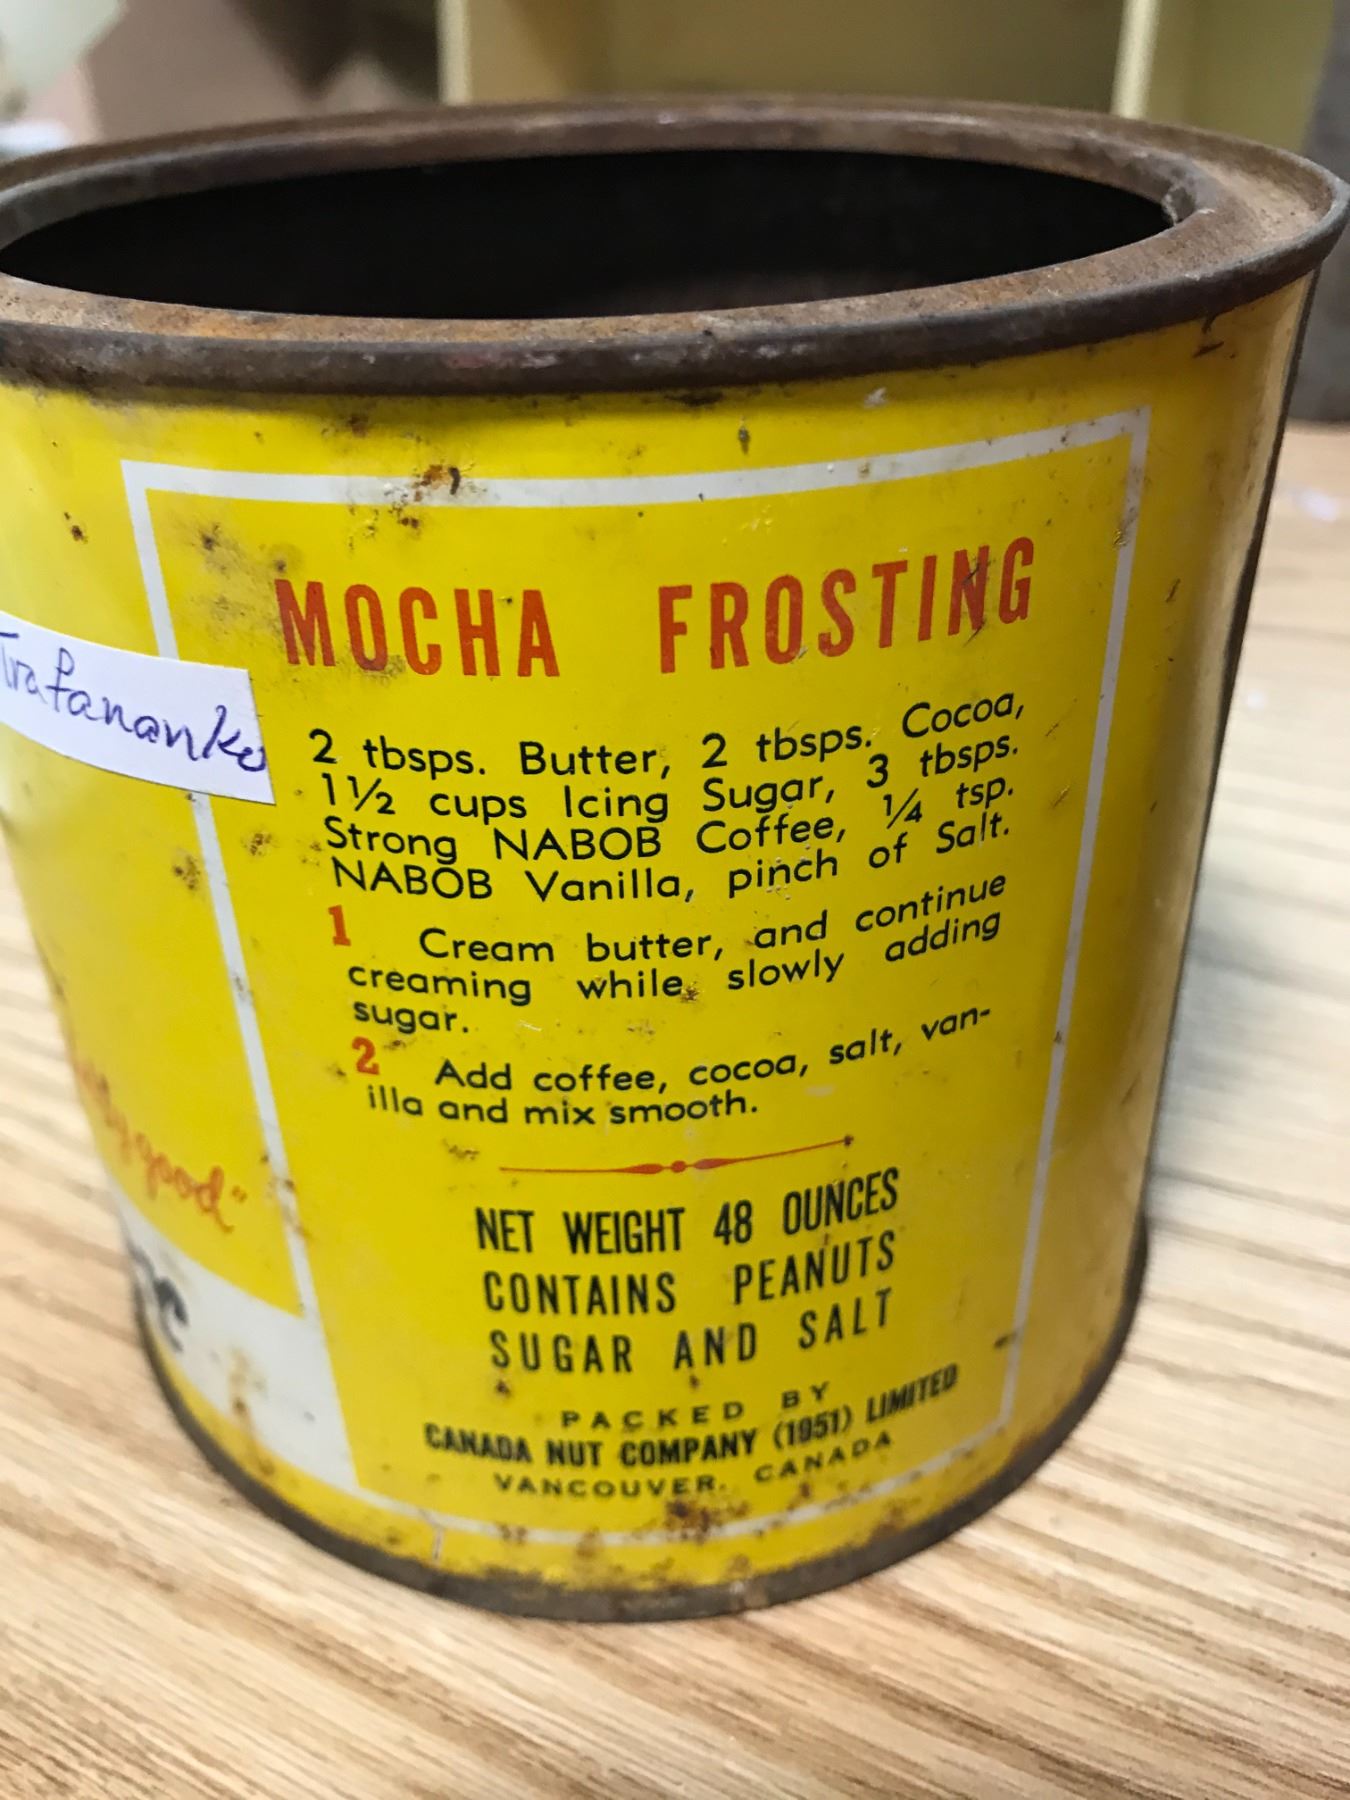 MOCHA FROSTING
2 tbsps. Butter, 2 tbsps. Cocoa,
1½ cups Icing Sugar, 3 tbsps.
Strong NABOB Coffee, ¼ tsp.
NABOB Vanilla, pinch of Salt.
1 Cream butter, and continue
creaming while slowly adding
sugar.
2 Add coffee, cocoa, salt, van-
illa and mix smooth.
NET WEIGHT 48 OUNCES
CONTAINS PEANUTS
SUGAR AND SALT
PACKED BY
CANADA NUT COMPANY (1951) LIMITED
VANCOUVER, CANADA
good"